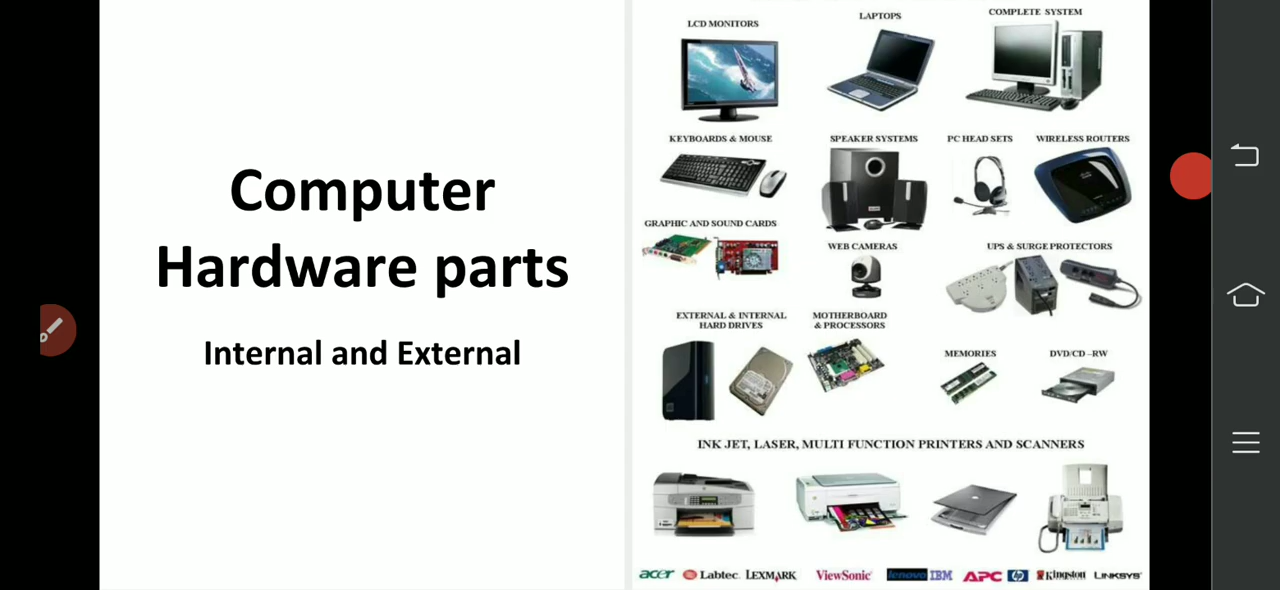 Computer
Hardware parts
Internal and External
LCD MONITORS
LAPTOPS
COMPLETE SYSTEM
KEYBOARDS & MOUSE
SPEAKER SYSTEMS
PC HEAD SETS
WIRELESS ROUTERS
GRAPHIC AND SOUND CARDS
WEB CAMERAS
UPS & SURGE PROTECTORS
EXTERNAL & INTERNAL
HARD DRIVES
MOTHERBOARD
& PROCESSORS
MEMORIES
DVD/CD –RW
INK JET, LASER, MULTI FUNCTION PRINTERS AND SCANNERS
acer Labtec LEXMARK ViewSonic lenovo IBM APC hp Kingston LINKSYS